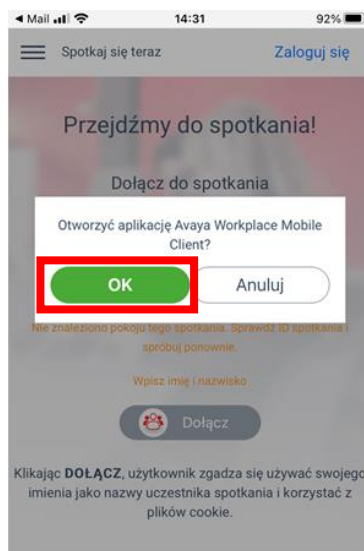 ◀ Mail 14:31 92%
Spotkaj się teraz Zaloguj się
Przejdźmy do spotkania!
Dołącz do spotkania
Otworzyć aplikację Avaya Workplace Mobile
Client?
OK Anuluj
Nie znaleziono pokoju tego spotkania. Sprawdź ID spotkania i
spróbuj ponownie.
Wpisz imię i nazwisko
Dołącz
Klikając DOŁĄCZ, użytkownik zgadza się używać swojego
imienia jako nazwy uczestnika spotkania i korzystać z
plików cookie.